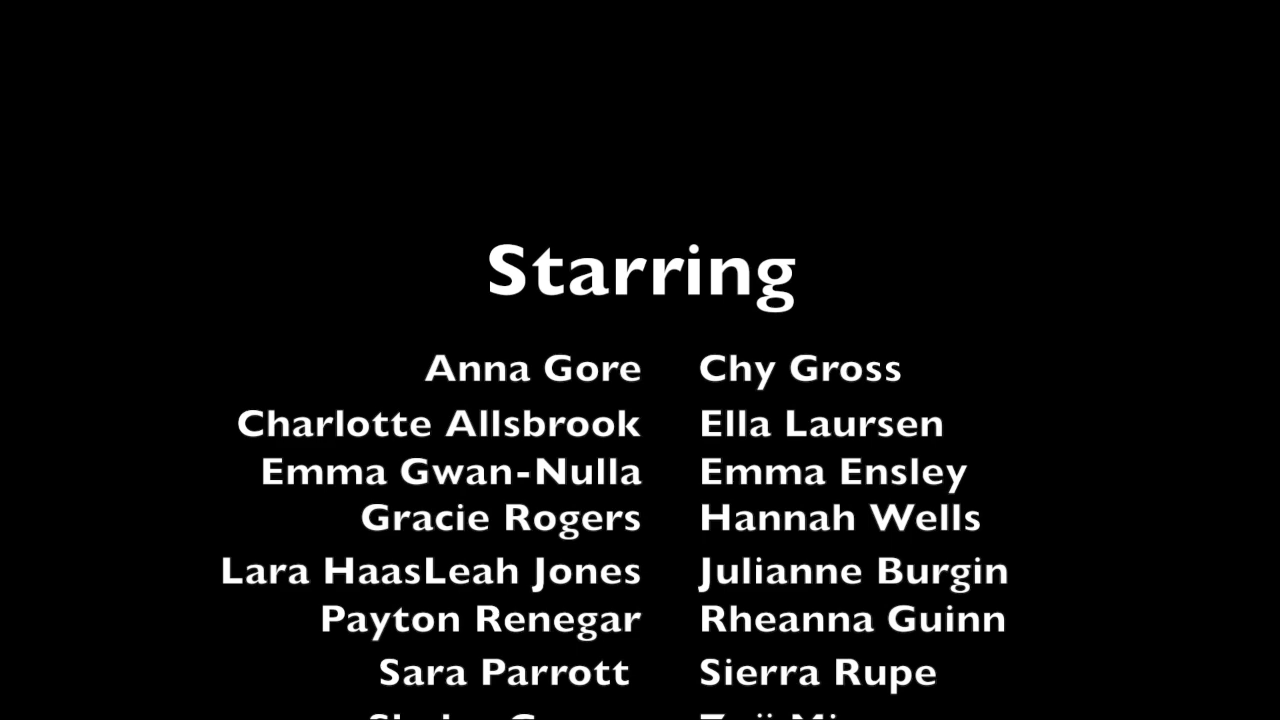 Starring
Anna Gore Chy Gross
Charlotte Allsbrook Ella Laursen
Emma Gwan-Nulla Emma Ensley
Gracie Rogers Hannah Wells
Lara HaasLeah Jones Julianne Burgin
Payton Renegar Rheanna Guinn
Sara Parrott Sierra Rupe